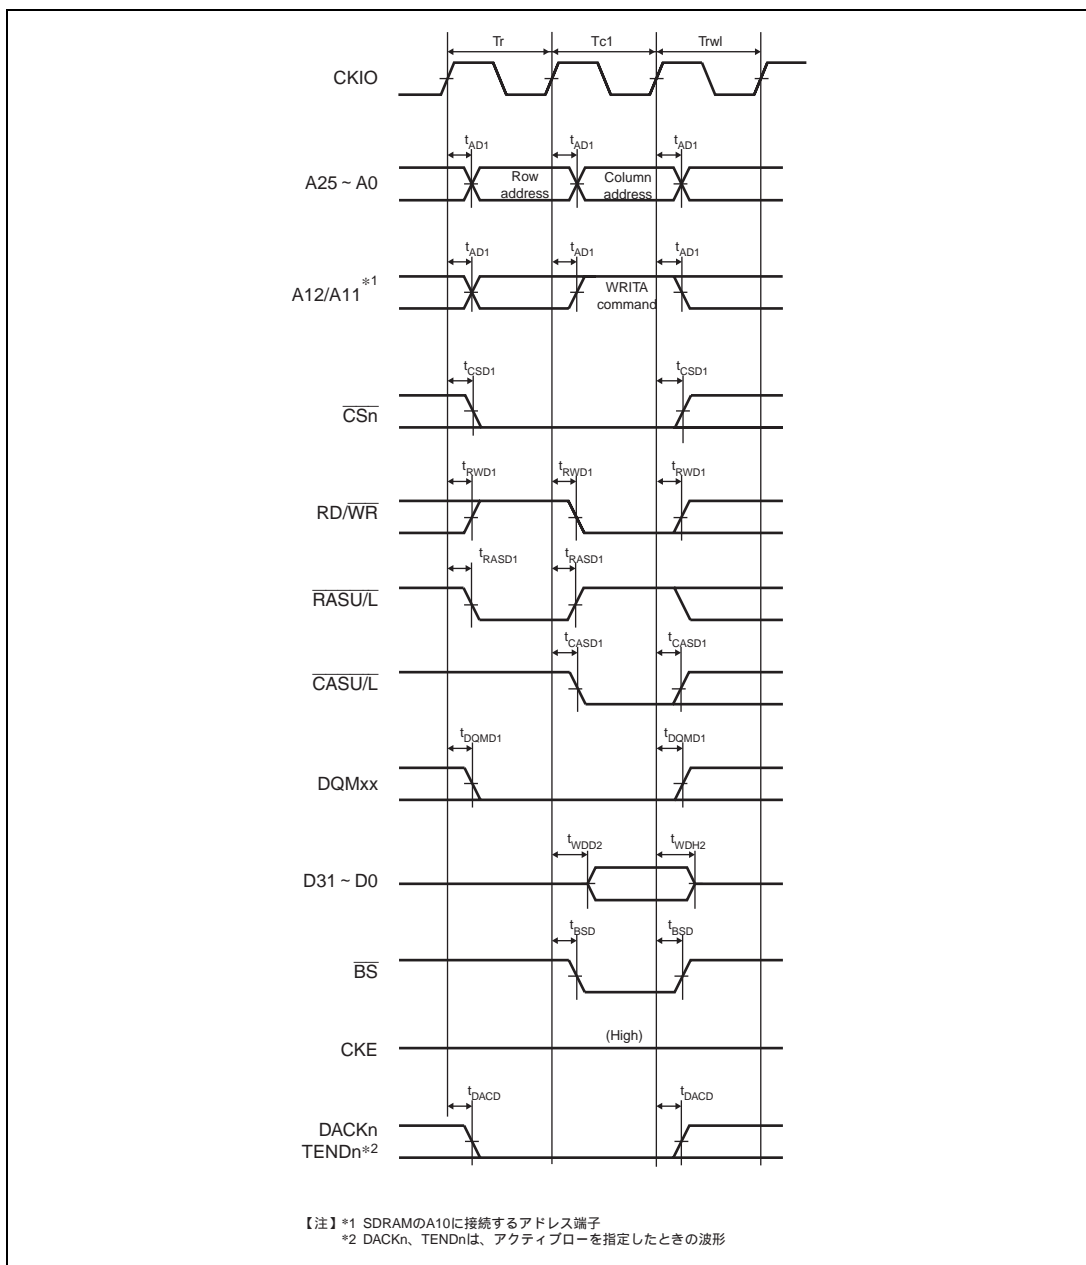 Tr Tc1 Trwl
CKIO
tAD1 tAD1 tAD1
A25 ~ A0 Row address Column address
tAD1 tAD1 tAD1
A12/A11*1 WRITA command
tCSD1 tCSD1
CSn
tRWD1 tRWD1 tRWD1
RD/WR
tRASD1 tRASD1
RASU/L
tCASD1 tCASD1
CASU/L
tDQMD1 tDQMD1
DQMxx
tWDD2 tWDH2
D31 ~ D0
tBSD tBSD
BS
(High)
CKE
tDACD tDACD
DACKn
TENDn*2
【注】*1 SDRAMのA10に接続するアドレス端子
*2 DACKn、TENDnは、アクティブローを指定したときの波形